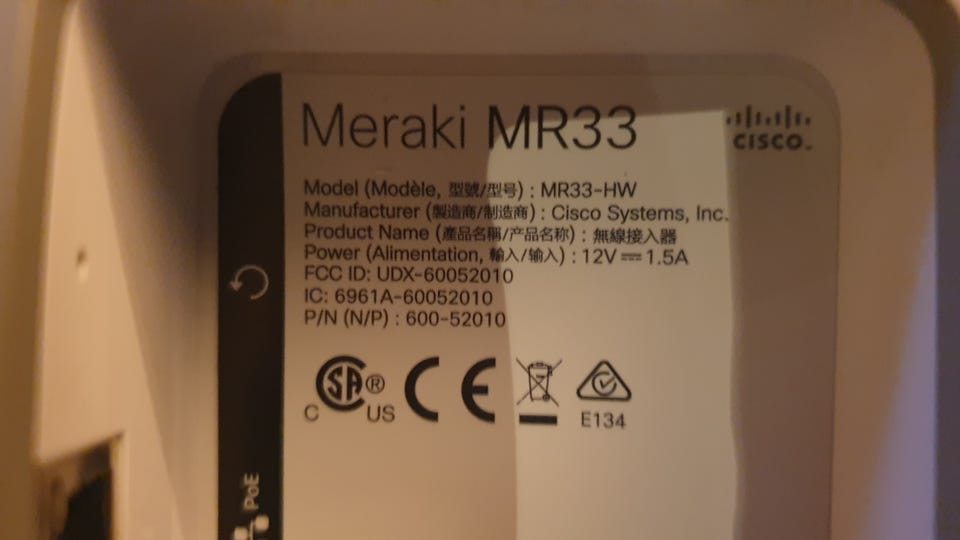 Meraki MR33
CISCO.
Model (Modèle, 型號/型号) : MR33-HW
Manufacturer (製造商/制造商) : Cisco Systems, Inc.
Product Name (產品名稱/产品名称) : 無線接入器
Power (Alimentation, 輸入/输入) : 12V ⎓ 1.5A
FCC ID: UDX-60052010
IC: 6961A-60052010
P/N (N/P) : 600-52010
C SA ® US CE
E134
PoE